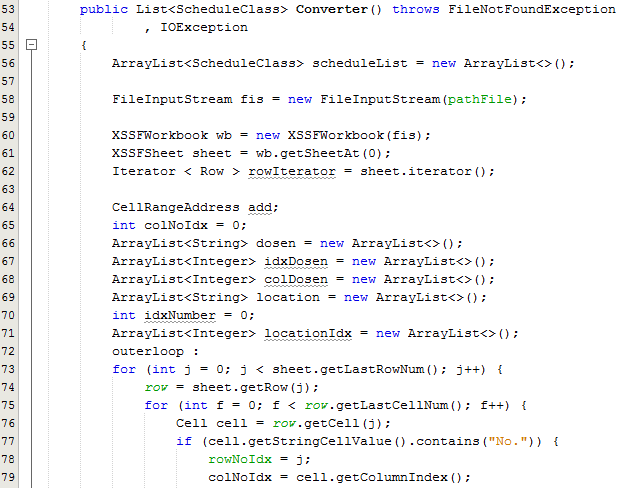 53 public List<ScheduleClass> Converter() throws FileNotFoundException
54 , IOException
55 {
56 ArrayList<ScheduleClass> scheduleList = new ArrayList<>();
57
58 FileInputStream fis = new FileInputStream(pathFile);
59
60 XSSFWorkbook wb = new XSSFWorkbook(fis);
61 XSSFSheet sheet = wb.getSheetAt(0);
62 Iterator < Row > rowIterator = sheet.iterator();
63
64 CellRangeAddress add;
65 int colNoIdx = 0;
66 ArrayList<String> dosen = new ArrayList<>();
67 ArrayList<Integer> idxDosen = new ArrayList<>();
68 ArrayList<Integer> colDosen = new ArrayList<>();
69 ArrayList<String> location = new ArrayList<>();
70 int idxNumber = 0;
71 ArrayList<Integer> locationIdx = new ArrayList<>();
72 outerloop :
73 for (int j = 0; j < sheet.getLastRowNum(); j++) {
74 row = sheet.getRow(j);
75 for (int f = 0; f < row.getLastCellNum(); f++) {
76 Cell cell = row.getCell(j);
77 if (cell.getStringCellValue().contains("No.")) {
78 rowNoIdx = j;
79 colNoIdx = cell.getColumnIndex();